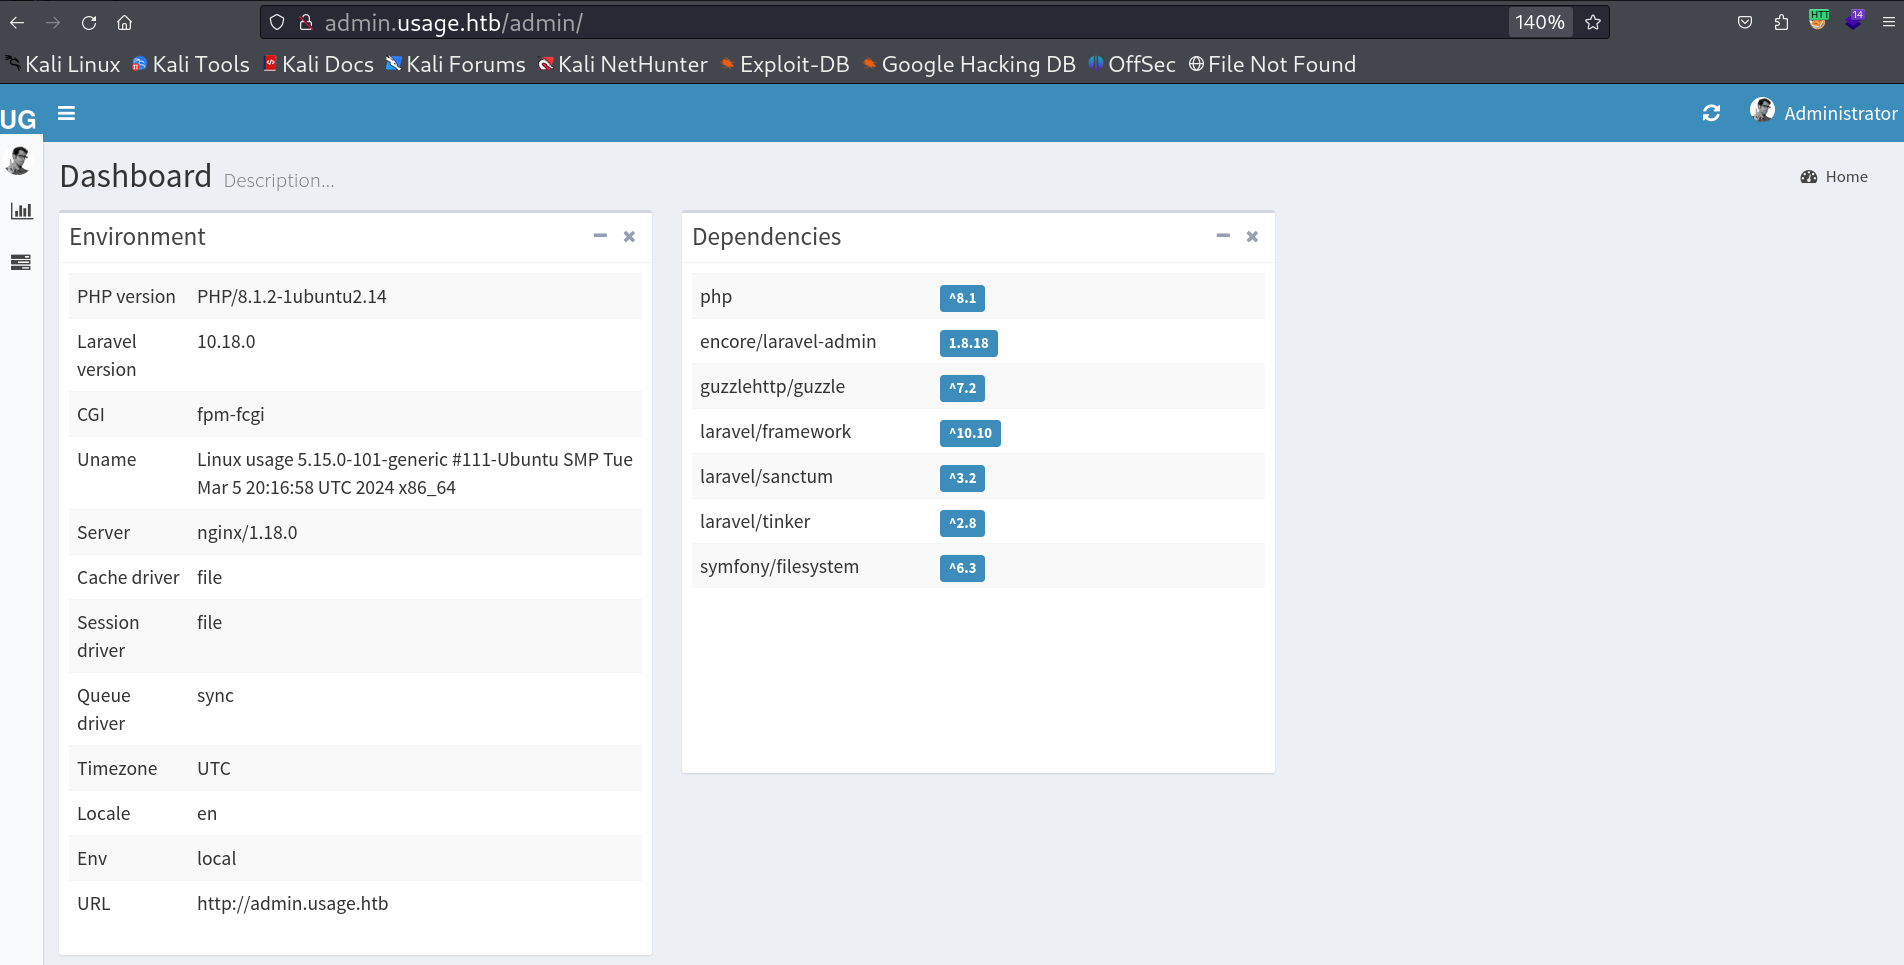 admin.usage.htb/admin/ 140% HTT 14
Kali Linux Kali Tools Kali Docs Kali Forums Kali NetHunter Exploit-DB Google Hacking DB OffSec File Not Found
UG Administrator
Dashboard Description... Home
Environment
PHP version PHP/8.1.2-1ubuntu2.14
Laravel version 10.18.0
CGI fpm-fcgi
Uname Linux usage 5.15.0-101-generic #111-Ubuntu SMP Tue
Mar 5 20:16:58 UTC 2024 x86_64
Server nginx/1.18.0
Cache driver file
Session driver file
Queue driver sync
Timezone UTC
Locale en
Env local
URL http://admin.usage.htb
Dependencies
php ^8.1
encore/laravel-admin 1.8.18
guzzlehttp/guzzle ^7.2
laravel/framework ^10.10
laravel/sanctum ^3.2
laravel/tinker ^2.8
symfony/filesystem ^6.3